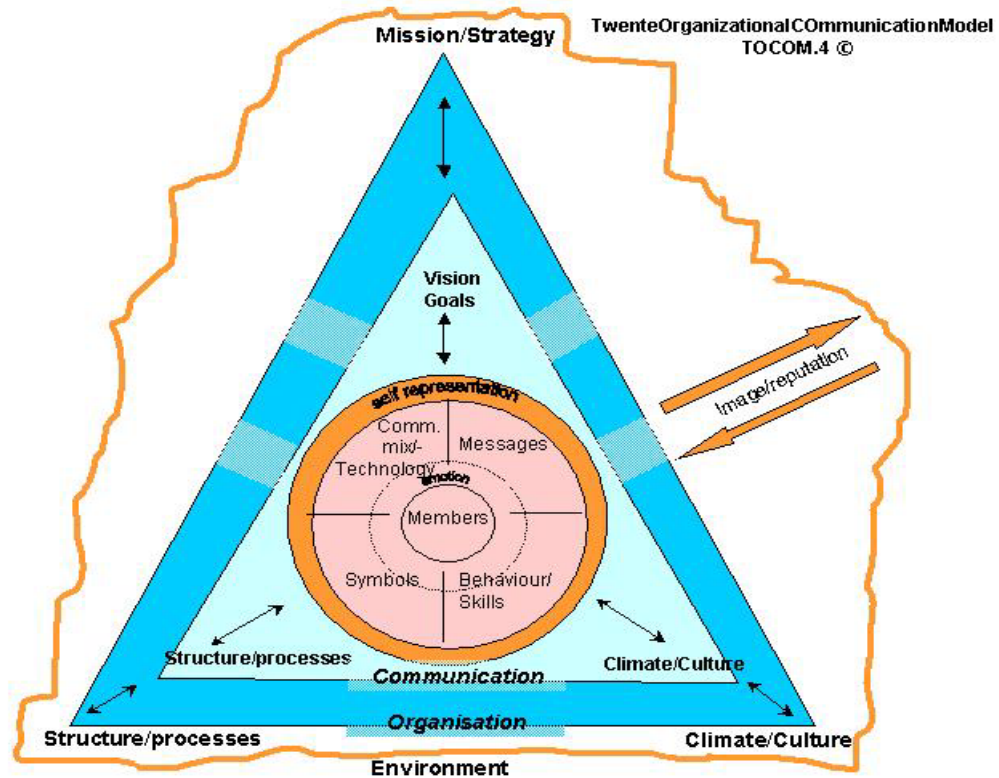 TwenteOrganizationalCOmmunicationModel
TOCOM.4 ©
Mission/Strategy
Vision
Goals
Image/reputation
self representation
Comm.
mix/-
Technology
Messages
emotion
Members
Symbols
Behaviour/
Skills
Structure/processes
Climate/Culture
Communication
Organisation
Structure/processes
Climate/Culture
Environment